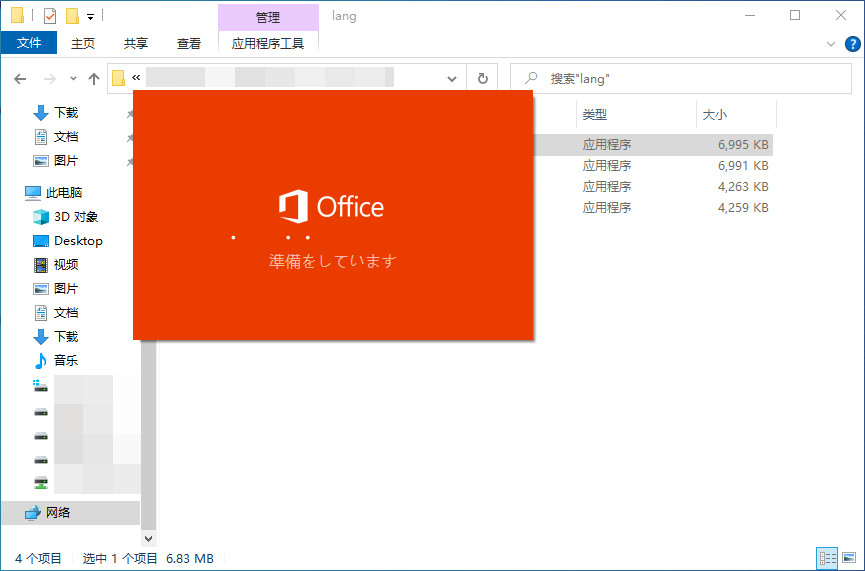 管理
lang
文件
主页
共享
查看
应用程序工具
?
«
搜索"lang"
下载
文档
图片
此电脑
3D 对象
Desktop
视频
图片
文档
下载
音乐
网络
Office
準備をしています
类型
大小
应用程序
6,995 KB
应用程序
6,991 KB
应用程序
4,263 KB
应用程序
4,259 KB
4 个项目
选中 1 个项目 6.83 MB